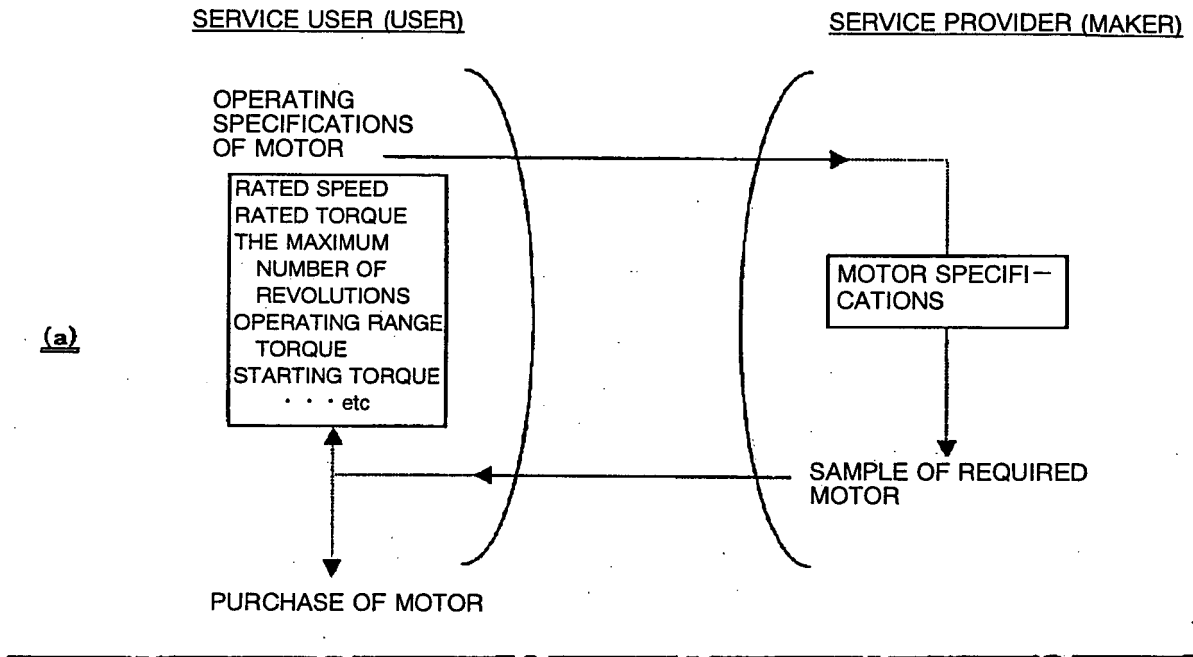 SERVICE USER (USER)
SERVICE PROVIDER (MAKER)
OPERATING
SPECIFICATIONS
OF MOTOR
RATED SPEED
RATED TORQUE
THE MAXIMUM
NUMBER OF
REVOLUTIONS
OPERATING RANGE
TORQUE
STARTING TORQUE
・・・etc
(a)
MOTOR SPECIFI-
CATIONS
SAMPLE OF REQUIRED
MOTOR
PURCHASE OF MOTOR